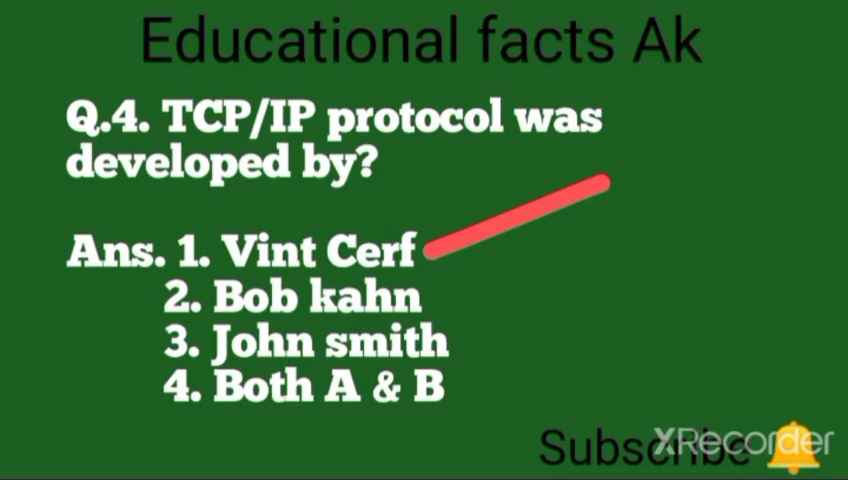 Educational facts Ak
Q.4. TCP/IP protocol was
developed by?
Ans. 1. Vint Cerf
2. Bob kahn
3. John smith
4. Both A & B
Subscribe
XRecorder